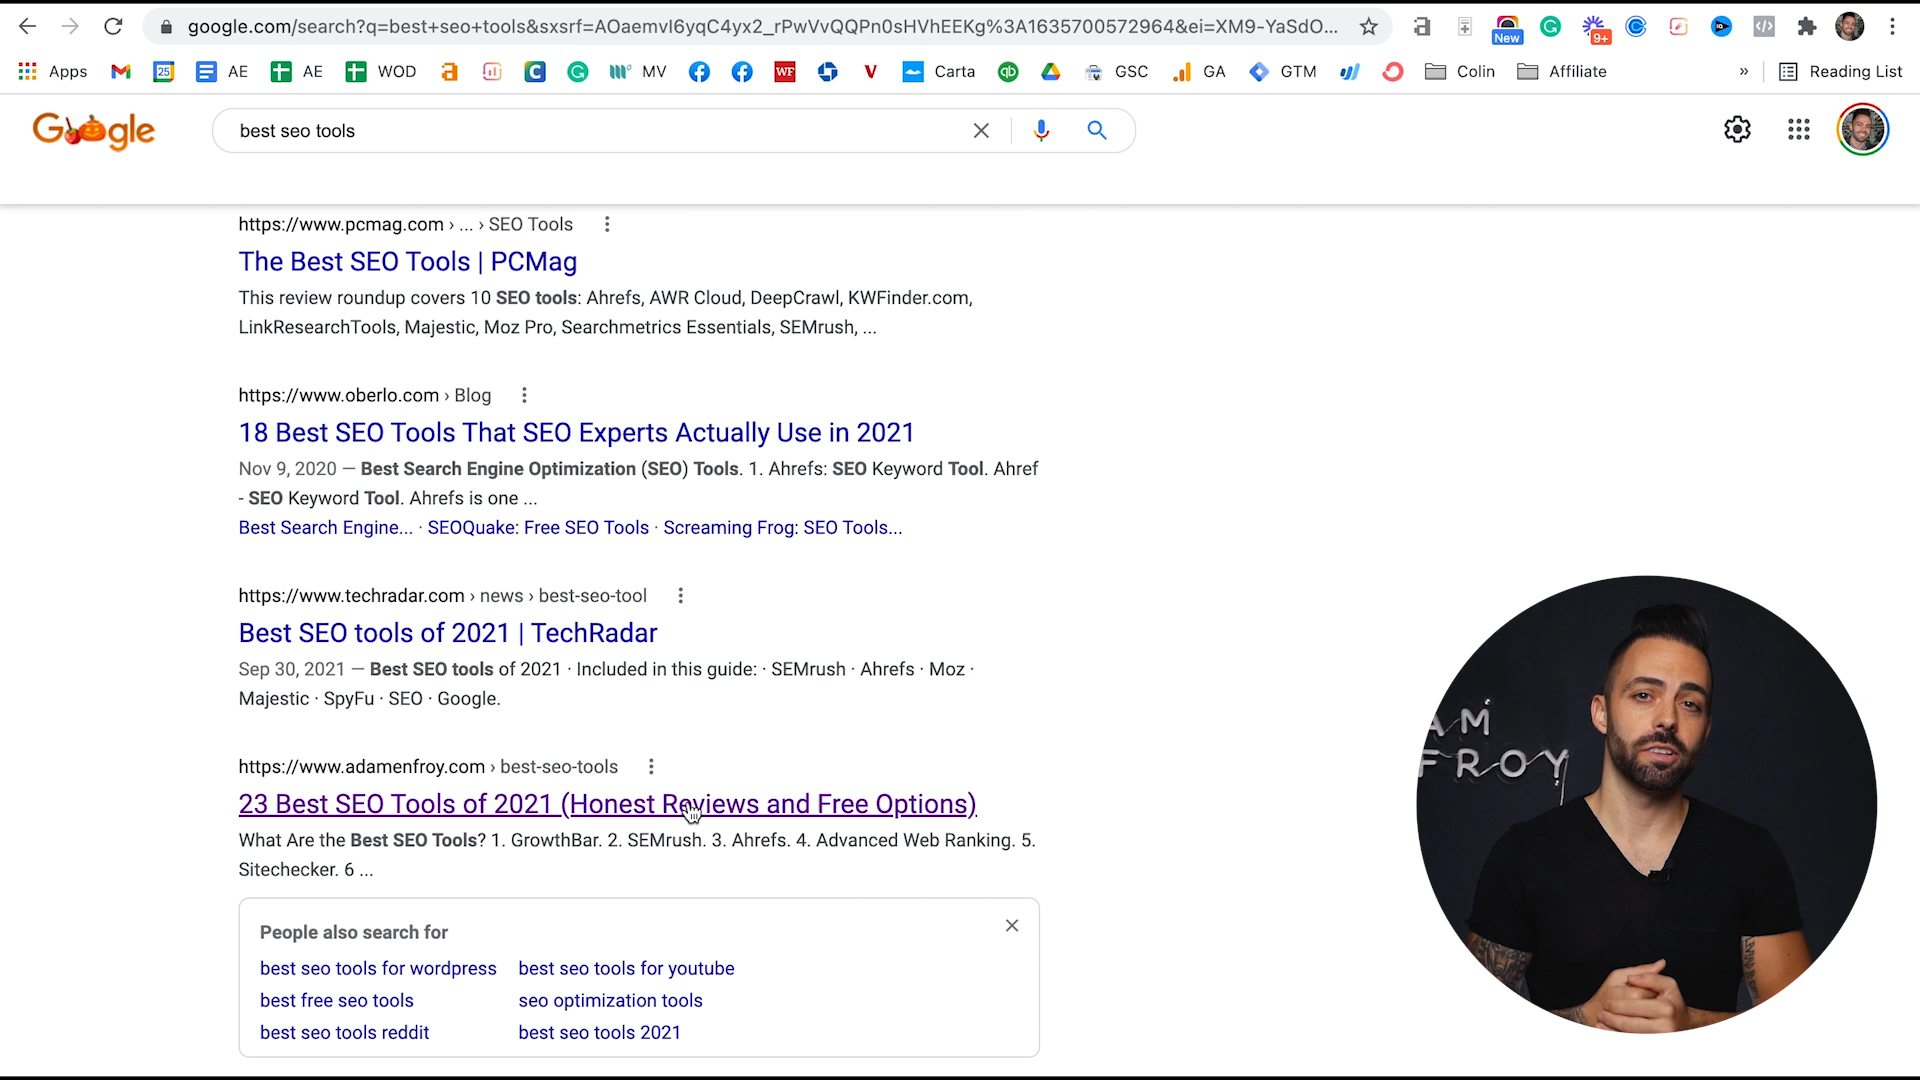 google.com/search?q=best+seo+tools&sxsrf=AOaemvI6yqC4yx2_rPwVvQQPn0sHVhEEKg%3A1635700572964&ei=XM9-YaSdO...
New
9+
Apps
25
AE
AE
WOD
MV
WF
Carta
GSC
GA
GTM
Colin
Affiliate
»
Reading List
Google
best seo tools
https://www.pcmag.com › ... › SEO Tools
The Best SEO Tools | PCMag
This review roundup covers 10 SEO tools: Ahrefs, AWR Cloud, DeepCrawl, KWFinder.com,
LinkResearchTools, Majestic, Moz Pro, Searchmetrics Essentials, SEMrush, ...
https://www.oberlo.com › Blog
18 Best SEO Tools That SEO Experts Actually Use in 2021
Nov 9, 2020 — Best Search Engine Optimization (SEO) Tools. 1. Ahrefs: SEO Keyword Tool. Ahref
- SEO Keyword Tool. Ahrefs is one ...
Best Search Engine... · SEOQuake: Free SEO Tools · Screaming Frog: SEO Tools...
https://www.techradar.com › news › best-seo-tool
Best SEO tools of 2021 | TechRadar
Sep 30, 2021 — Best SEO tools of 2021 · Included in this guide: · SEMrush · Ahrefs · Moz ·
Majestic · SpyFu · SEO · Google.
https://www.adamenfroy.com › best-seo-tools
23 Best SEO Tools of 2021 (Honest Reviews and Free Options)
What Are the Best SEO Tools? 1. GrowthBar. 2. SEMrush. 3. Ahrefs. 4. Advanced Web Ranking. 5.
Sitechecker. 6 ...
People also search for
best seo tools for wordpress
best seo tools for youtube
best free seo tools
seo optimization tools
best seo tools reddit
best seo tools 2021
AM
FROY